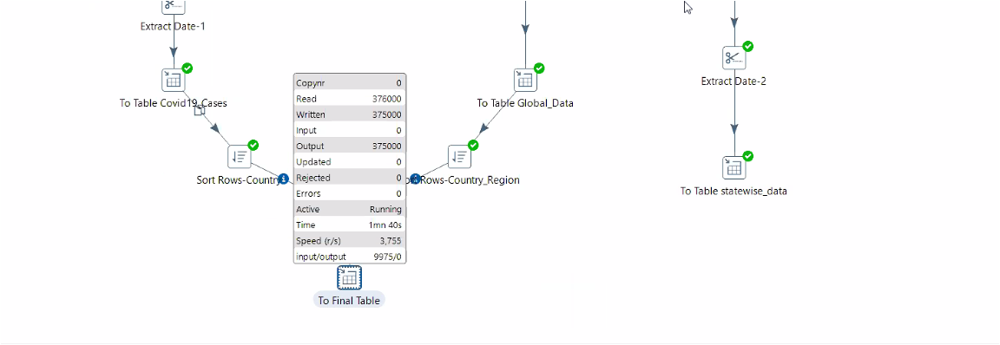 Extract Date-1
Extract Date-2
To Table Covid19_Cases
To Table Global_Data
Copynr 0
Read 376000
Written 375000
Input 0
Output 375000
Updated 0
Rejected 0
Errors 0
Active Running
Time 1mn 40s
Speed (r/s) 3,755
input/output 9975/0
Sort Rows-Country
Rows-Country_Region
To Table statewise_data
To Final Table